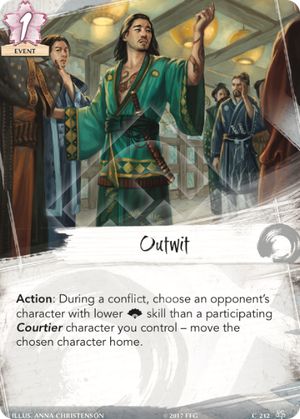 1
EVENT
Outwit
Action: During a conflict, choose an opponent's
character with lower skill than a participating
Courtier character you control – move the
chosen character home.
ILLUS. ANNA CHRISTENSON
©2017 FFG
C 212